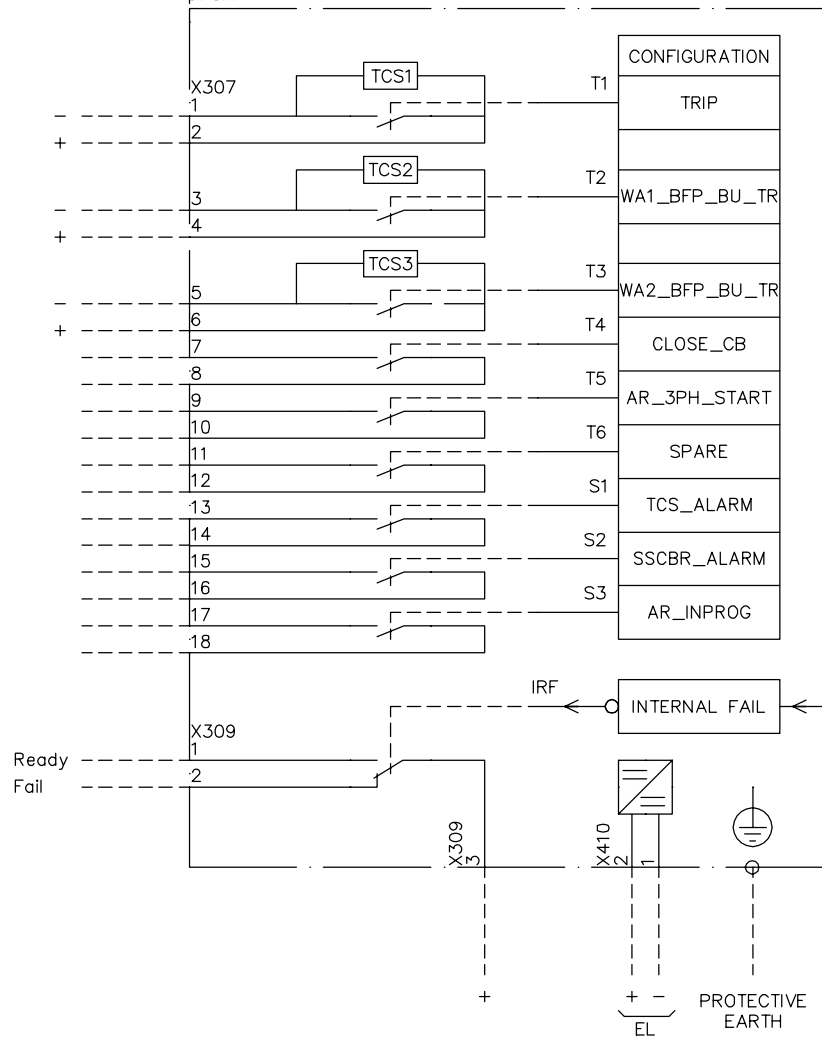 CONFIGURATION
TCS1
T1
TRIP
X307
1
-
2
+
TCS2
T2
WA1_BFP_BU_TR
3
-
4
+
TCS3
T3
WA2_BFP_BU_TR
5
-
6
+
T4
CLOSE_CB
7
8
T5
AR_3PH_START
9
10
T6
SPARE
11
12
S1
TCS_ALARM
13
14
S2
SSCBR_ALARM
15
16
S3
AR_INPROG
17
18
IRF
INTERNAL FAIL
X309
1
Ready
2
Fail
X309
3
X410
2
1
+
+ -
EL
PROTECTIVE
EARTH